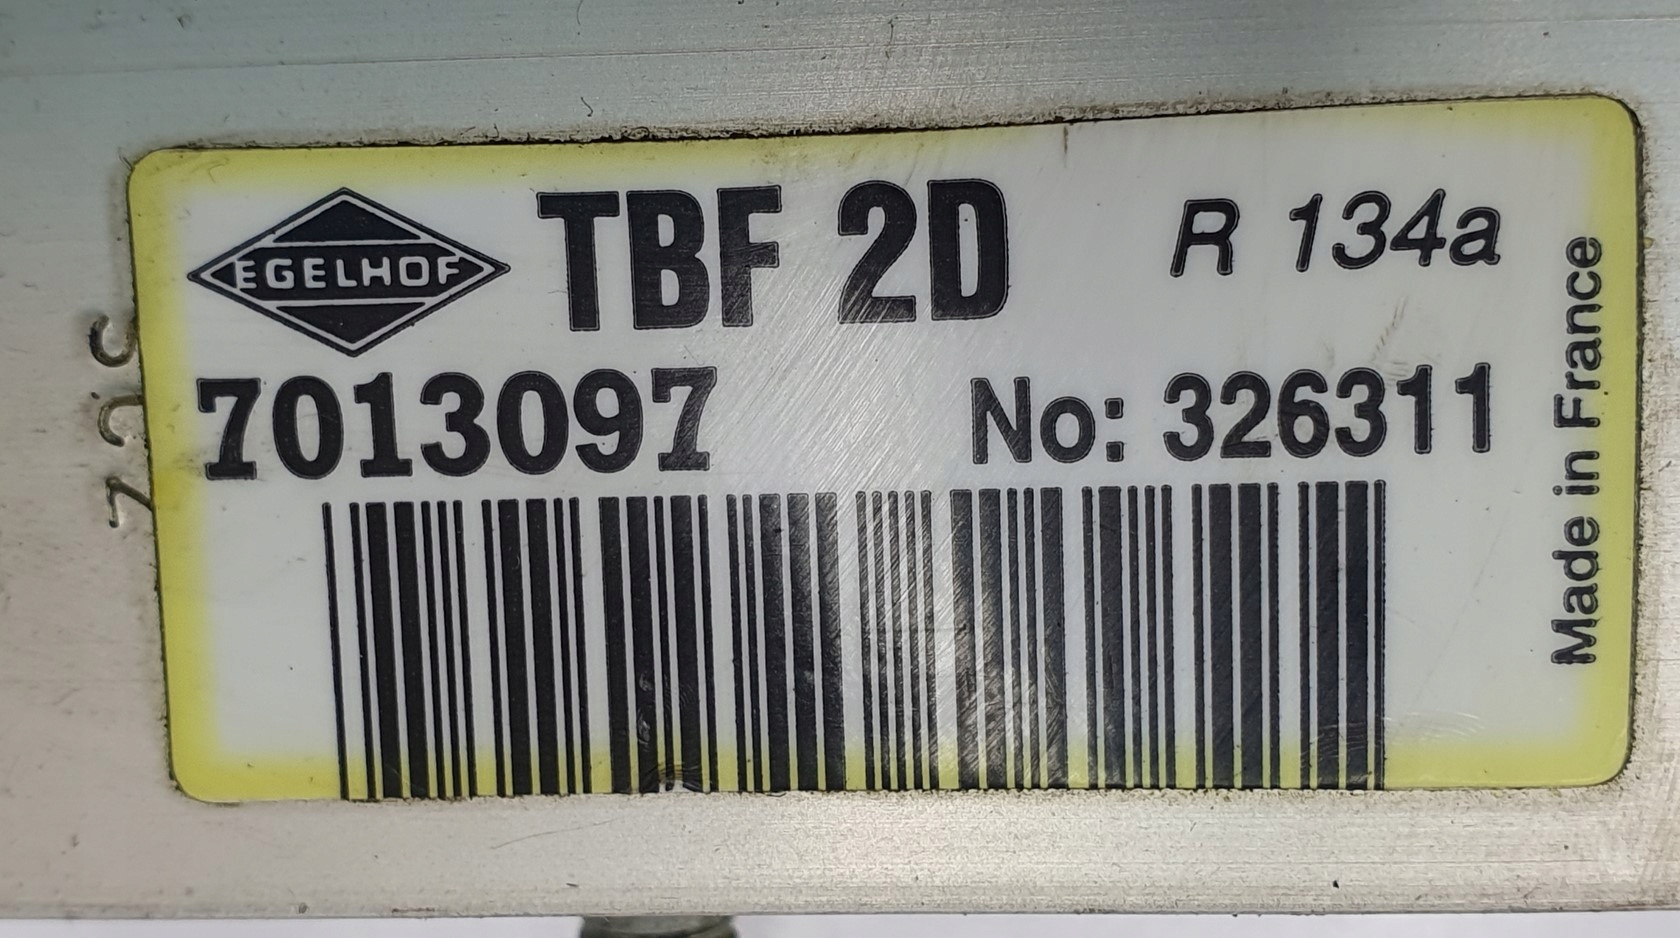 EGELHOF
TBF 2D
R 134a
7013097
No: 326311
Made in France